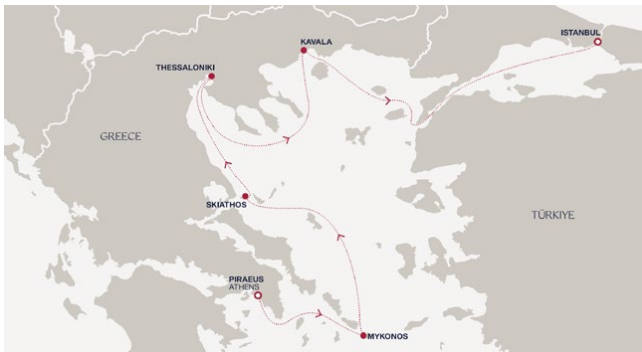 KAVALA
ISTANBUL
THESSALONIKI
GREECE
SKIATHOS
TÜRKIYE
PIRAEUS
ATHENS
MYKONOS